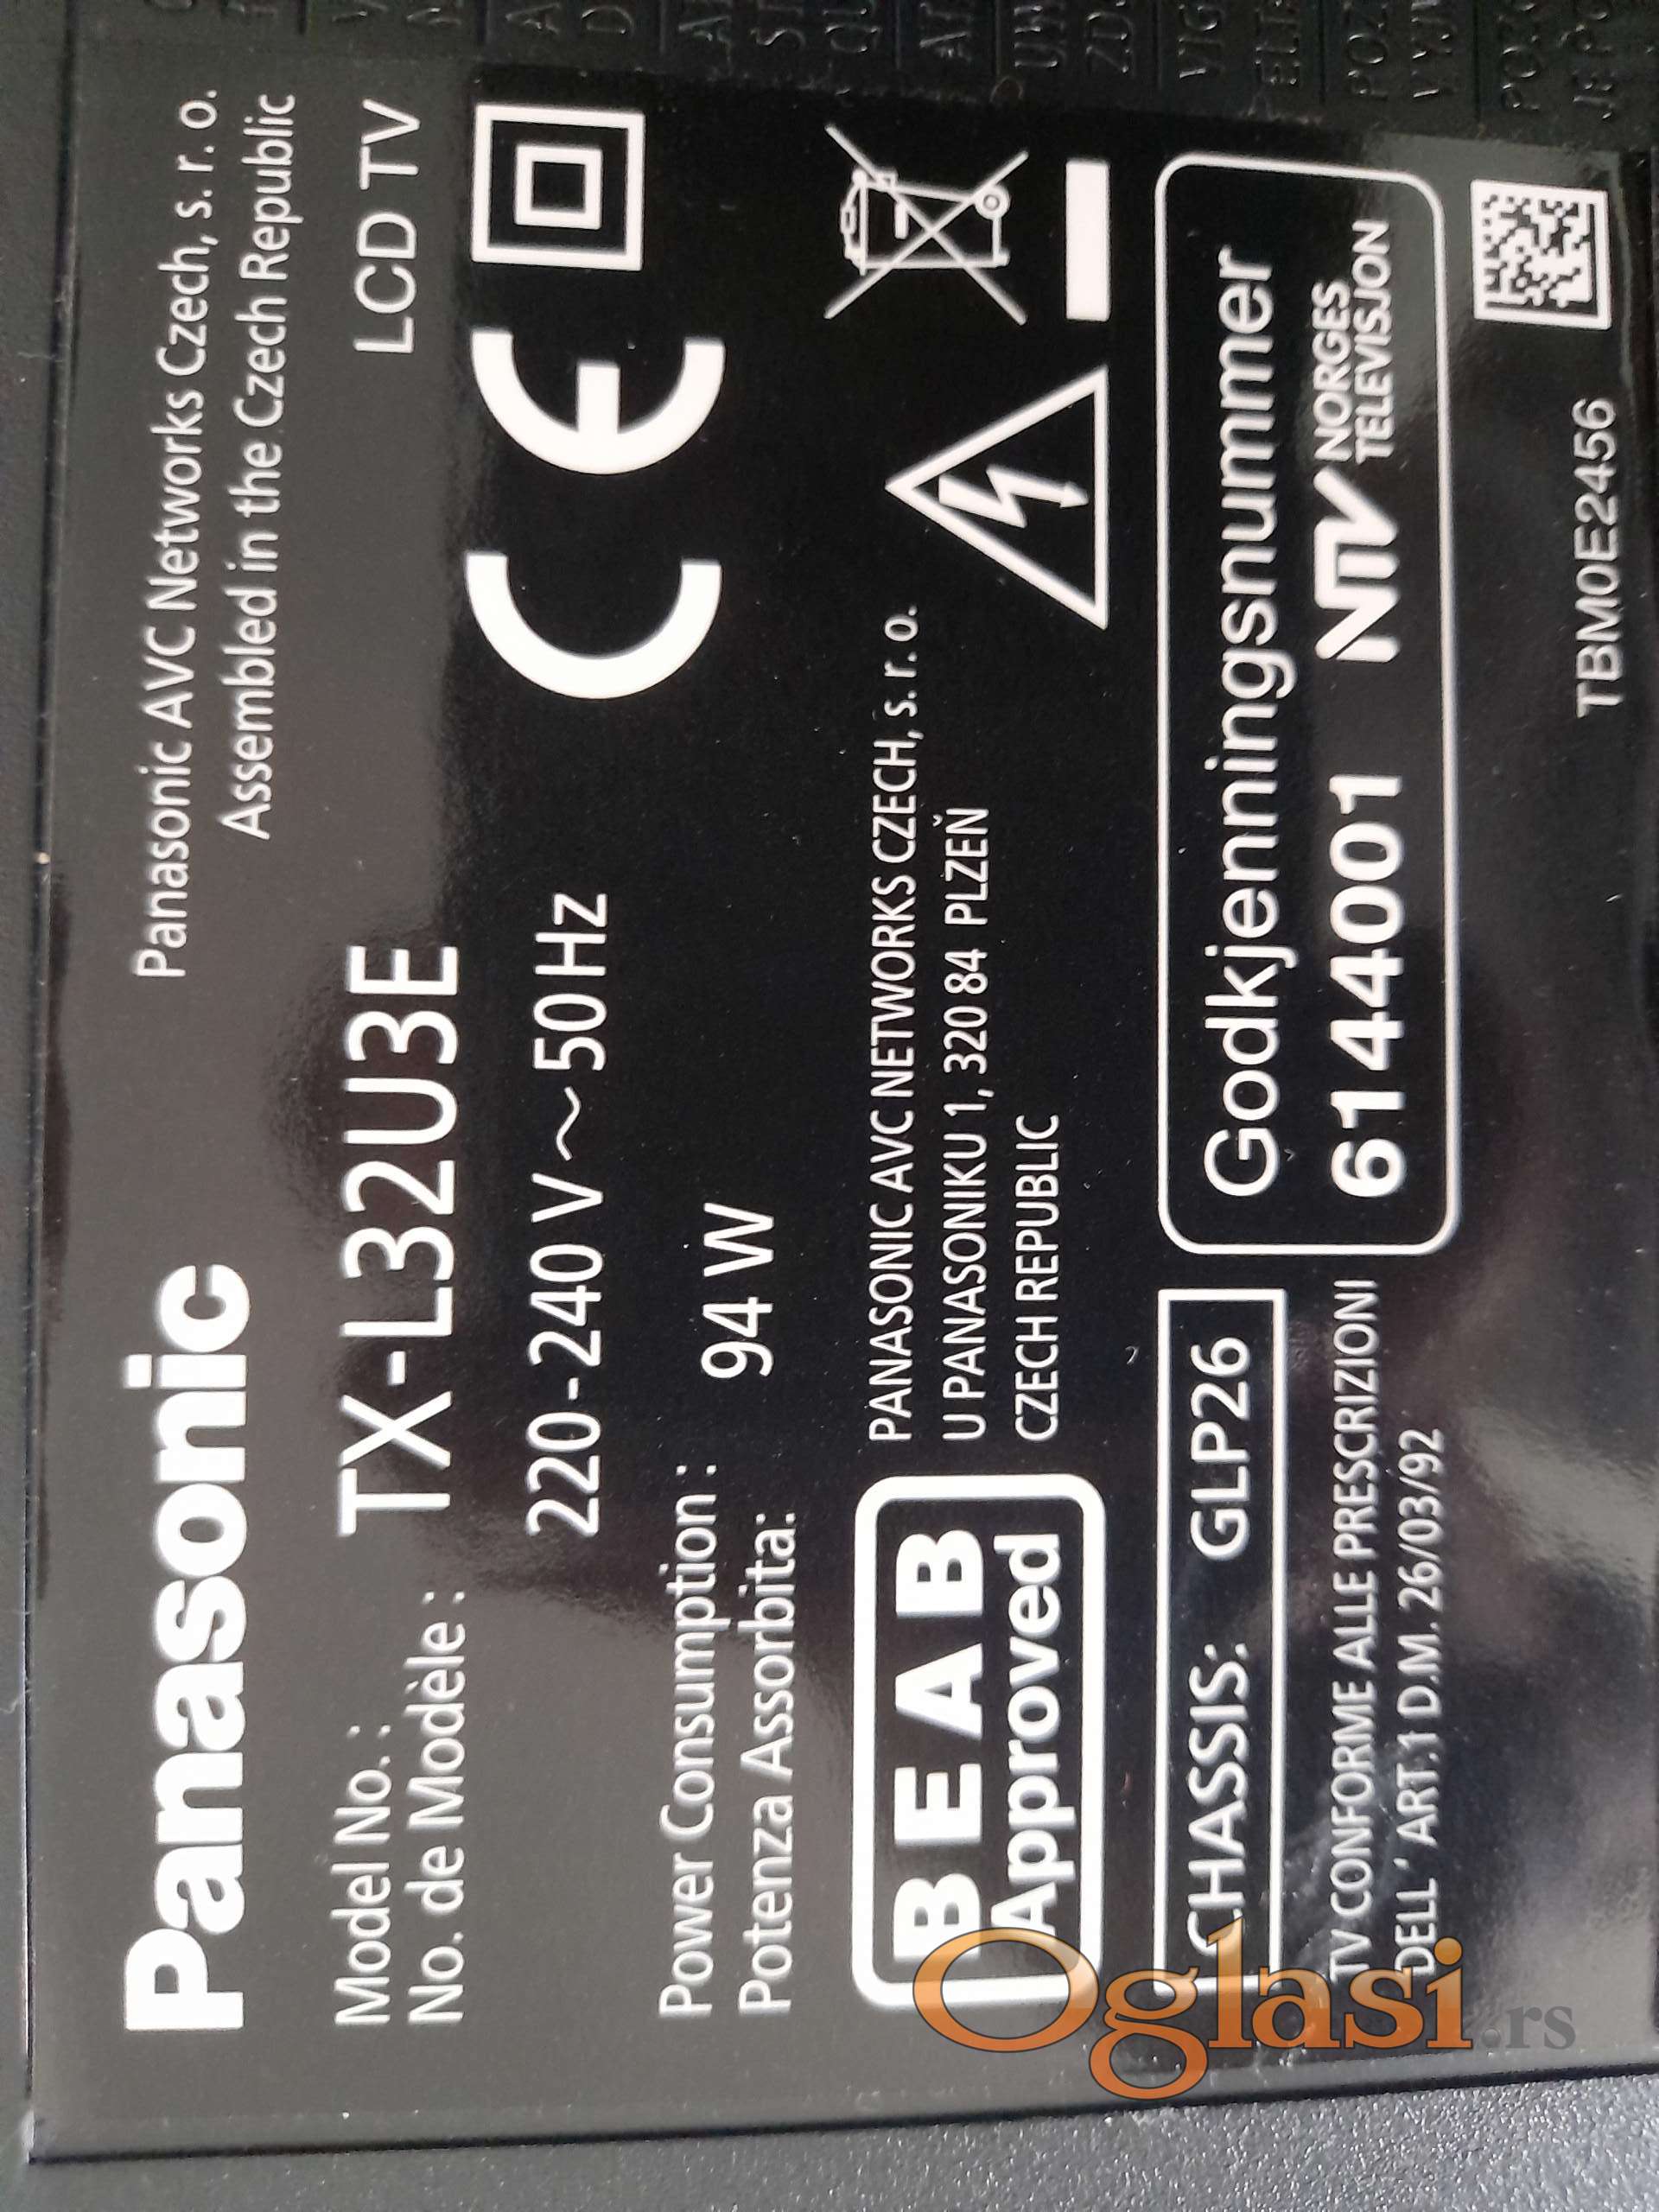 Panasonic
Panasonic AVC Networks Czech, s. r. o.
Assembled in the Czech Republic
Model No. :
No. de Modèle :
TX-L32U3E
LCD TV
220-240 V ~ 50 Hz
Power Consumption :
Potenza Assorbita:
94 W
BEAB
Approved
PANASONIC AVC NETWORKS CZECH, s. r. o.
U PANASONIKU 1, 320 84 PLZEŇ
CZECH REPUBLIC
CHASSIS: GLP26
TV CONFORME ALLE PRESCRIZIONI
DELL ' ART.1 D.M. 26/03/92
Godkjenningsnummer
6144001
NTV NORGES
TELEVISJON
TBM0E2456
Oglasi.rs